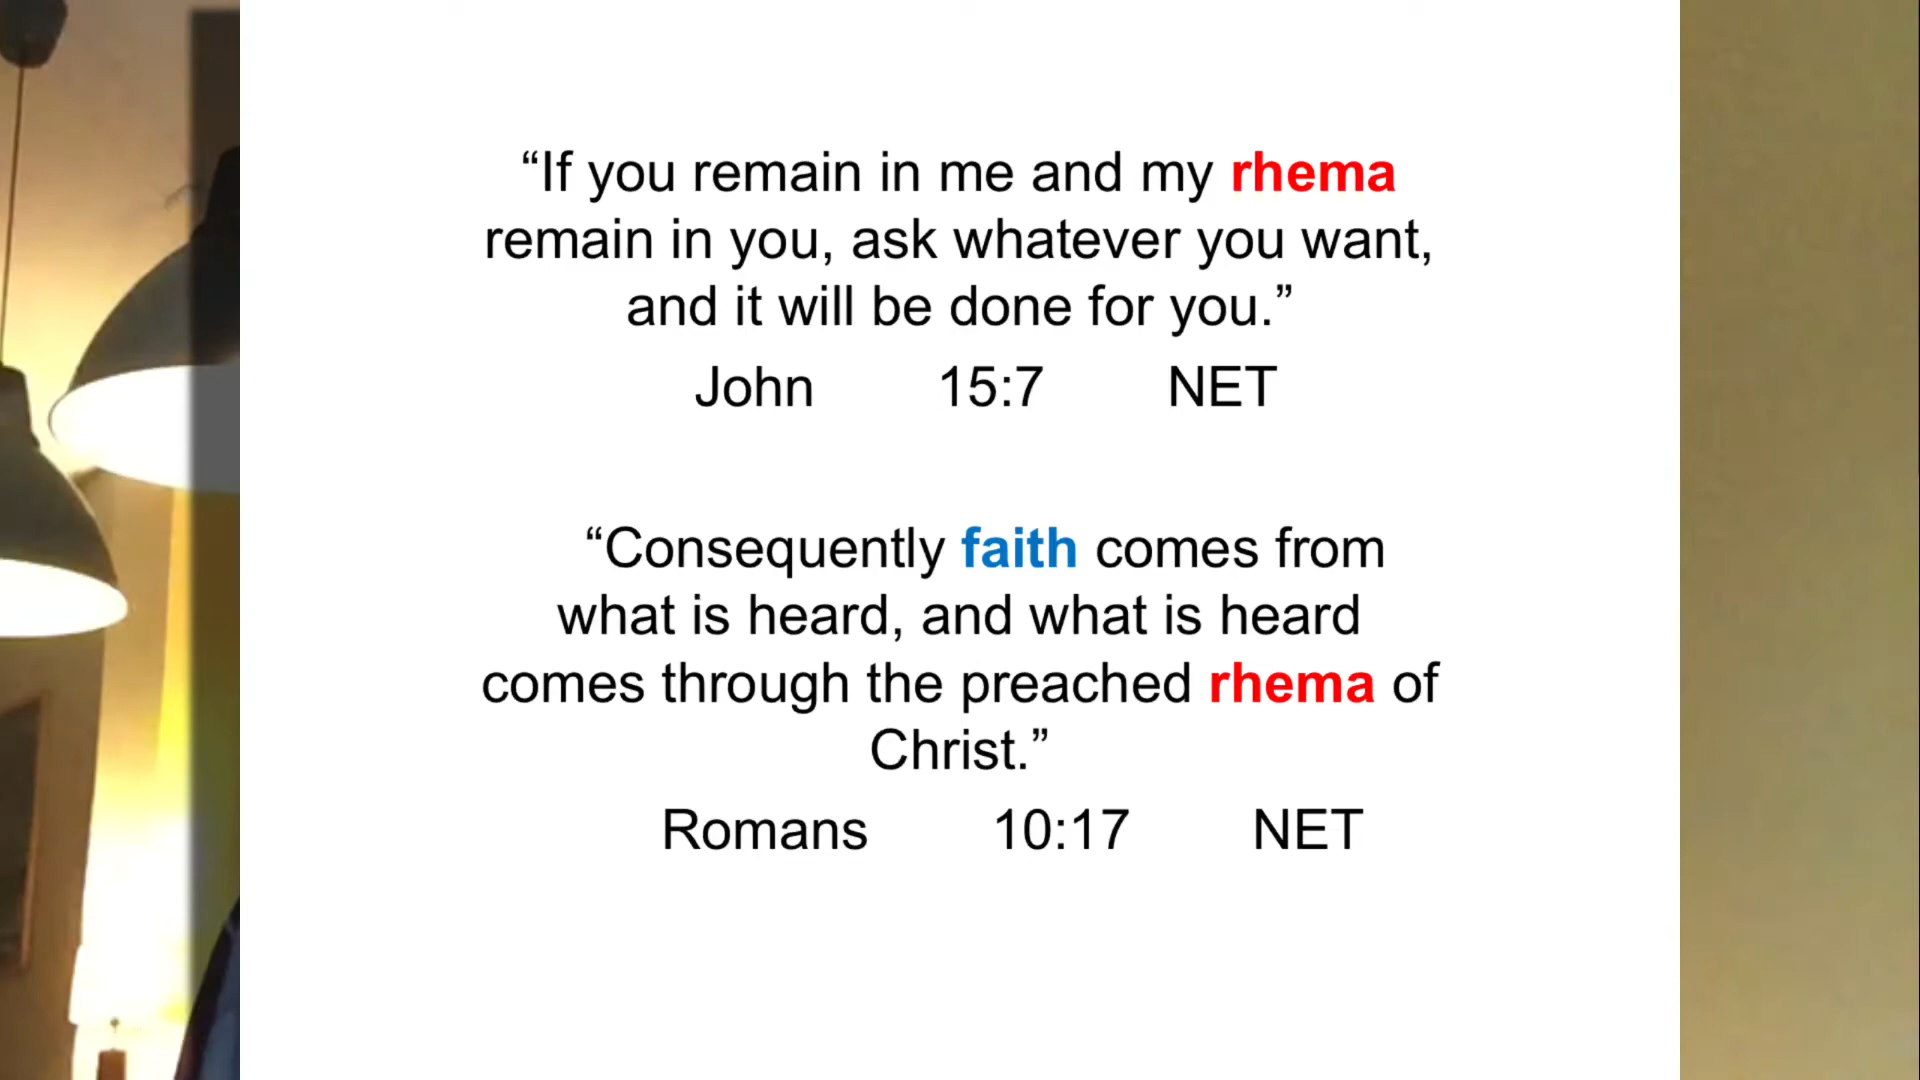 “If you remain in me and my rhema
remain in you, ask whatever you want,
and it will be done for you.”
John 15:7 NET
“Consequently faith comes from
what is heard, and what is heard
comes through the preached rhema of
Christ.”
Romans 10:17 NET